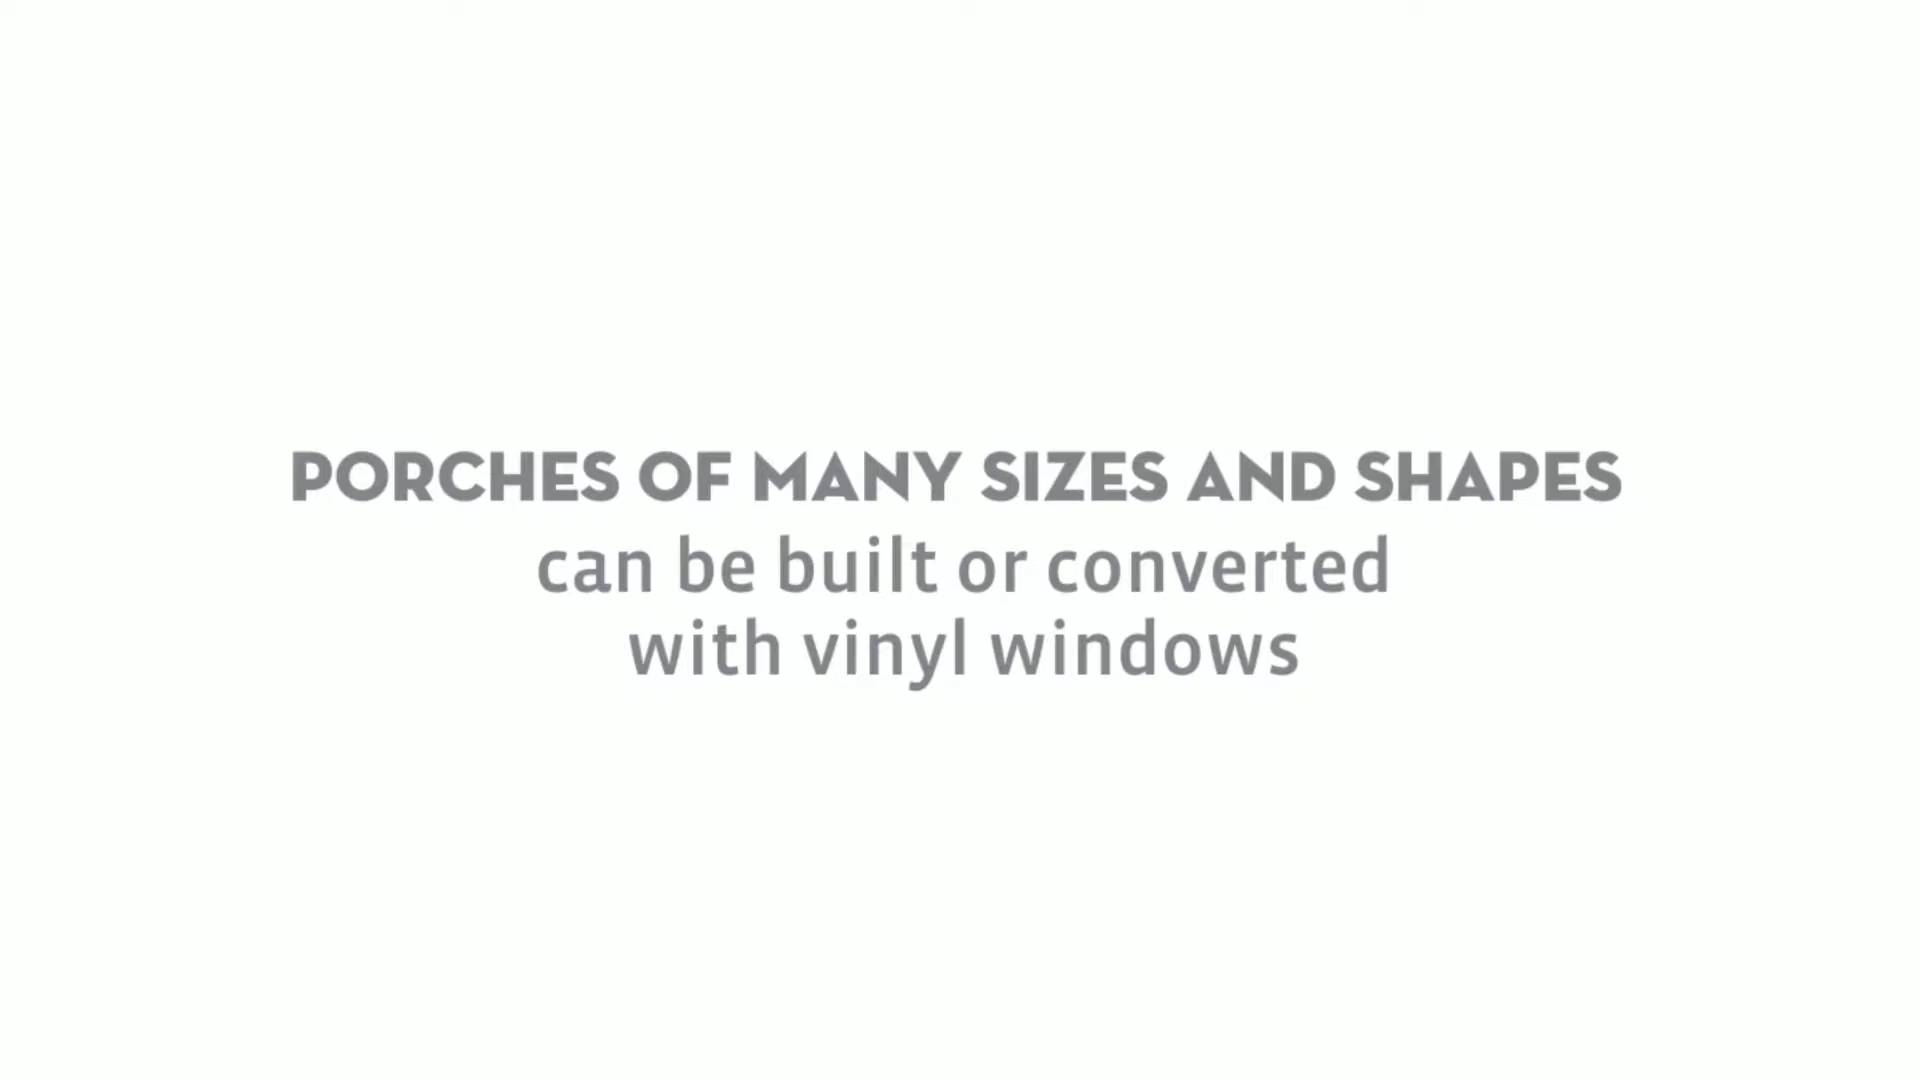 PORCHES OF MANY SIZES AND SHAPES
can be built or converted
with vinyl windows